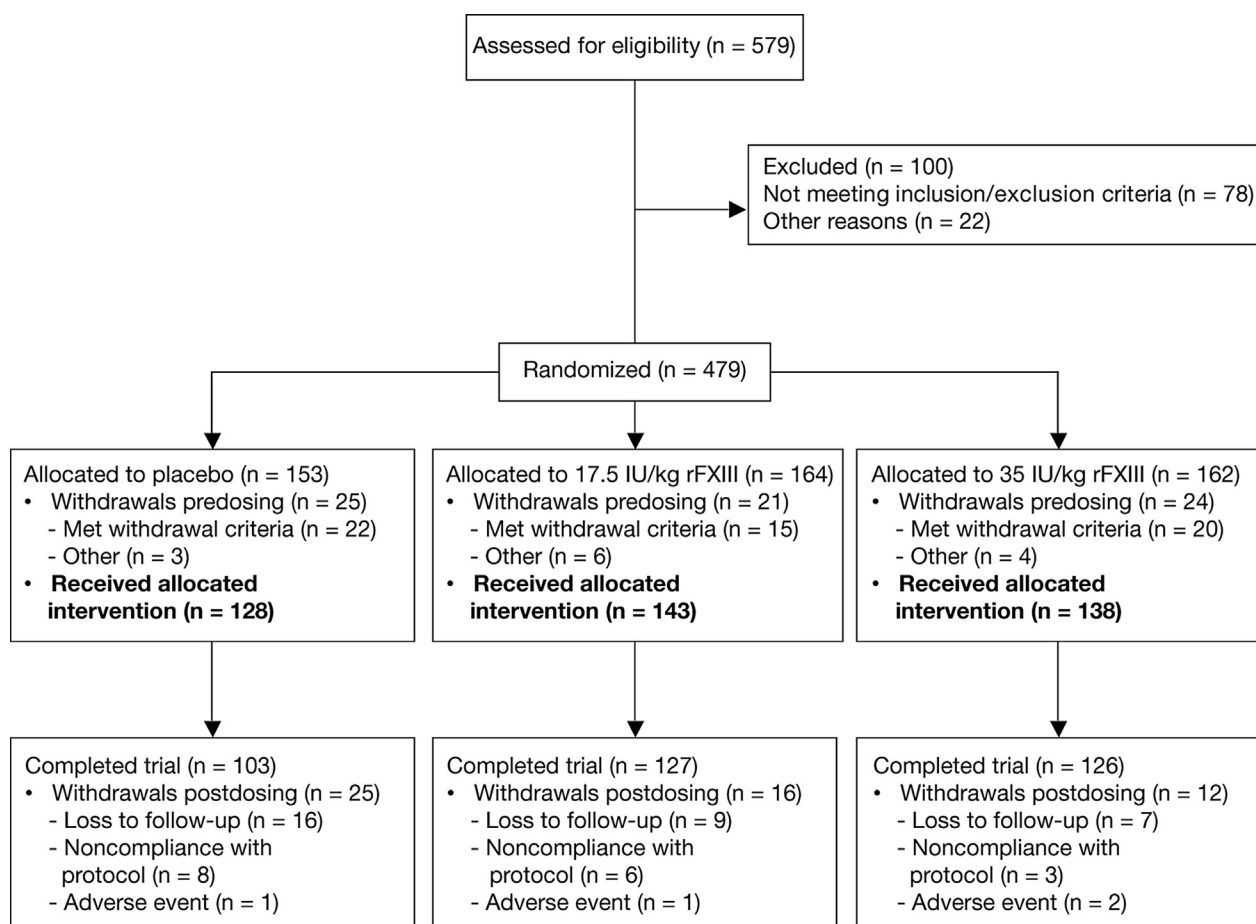 Assessed for eligibility (n = 579)
Excluded (n = 100)
Not meeting inclusion/exclusion criteria (n = 78)
Other reasons (n = 22)
Randomized (n = 479)
Allocated to placebo (n = 153)
• Withdrawals predosing (n = 25)
- Met withdrawal criteria (n = 22)
- Other (n = 3)
• Received allocated
intervention (n = 128)
Allocated to 17.5 IU/kg rFXIII (n = 164)
• Withdrawals predosing (n = 21)
- Met withdrawal criteria (n = 15)
- Other (n = 6)
• Received allocated
intervention (n = 143)
Allocated to 35 IU/kg rFXIII (n = 162)
• Withdrawals predosing (n = 24)
- Met withdrawal criteria (n = 20)
- Other (n = 4)
• Received allocated
intervention (n = 138)
Completed trial (n = 103)
• Withdrawals postdosing (n = 25)
- Loss to follow-up (n = 16)
- Noncompliance with
protocol (n = 8)
- Adverse event (n = 1)
Completed trial (n = 127)
• Withdrawals postdosing (n = 16)
- Loss to follow-up (n = 9)
- Noncompliance with
protocol (n = 6)
- Adverse event (n = 1)
Completed trial (n = 126)
• Withdrawals postdosing (n = 12)
- Loss to follow-up (n = 7)
- Noncompliance with
protocol (n = 3)
- Adverse event (n = 2)